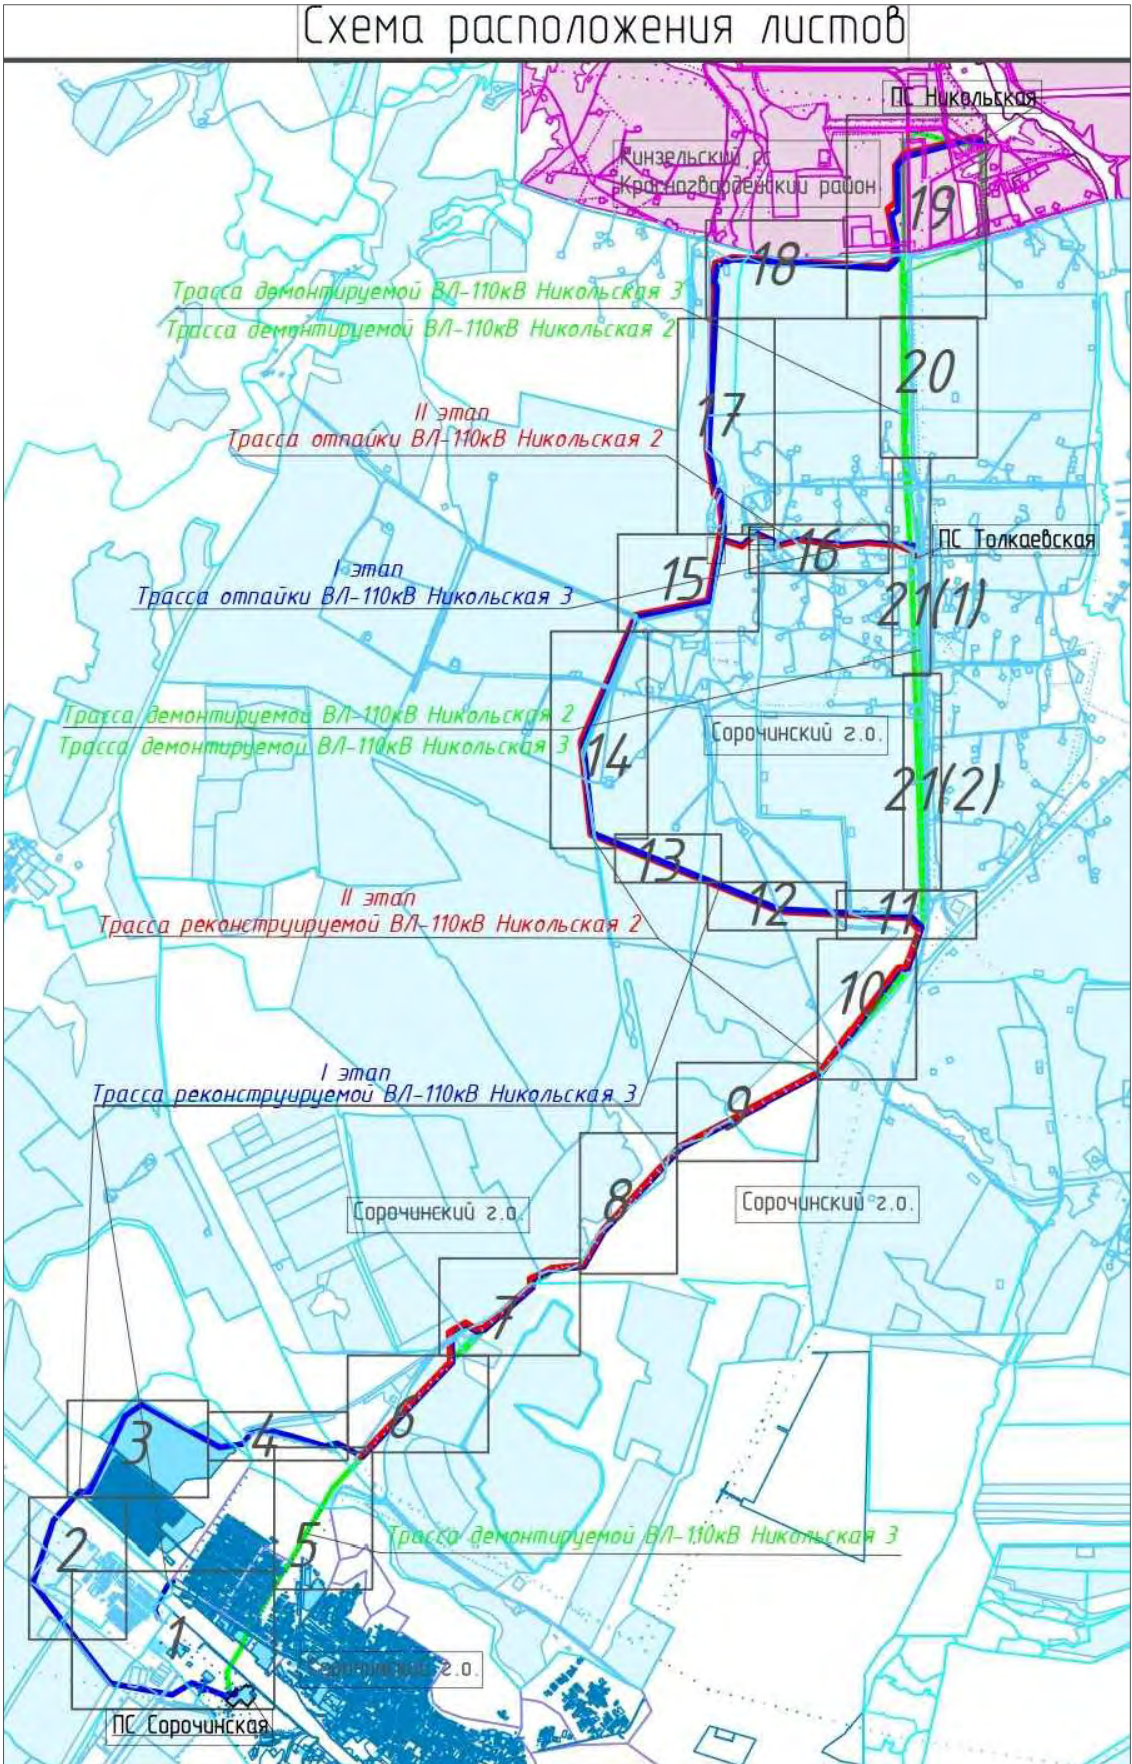 Схема расположения листов
ПС Никольская
Кинзельский сс
Красногвардейский район
19
18
Трасса демонтируемой ВЛ-110кВ Никольская 3
Трасса демонтируемой ВЛ-110кВ Никольская 2
20
17
II этап
Трасса отпайки ВЛ-110кВ Никольская 2
16
ПС Толкаевская
15
I этап
Трасса отпайки ВЛ-110кВ Никольская 3
21(1)
Трасса демонтируемой ВЛ-110кВ Никольская 2
Трасса демонтируемой ВЛ-110кВ Никольская 3
Сорочинский г.о.
14
21(2)
13
12
11
II этап
Трасса реконструируемой ВЛ-110кВ Никольская 2
10
I этап
Трасса реконструируемой ВЛ-110кВ Никольская 3
9
8
Сорочинский г.о.
Сорочинский г.о.
7
6
3
4
2
5
Трасса демонтируемой ВЛ-110кВ Никольская 3
1
Сорочинский г.о.
ПС Сорочинская